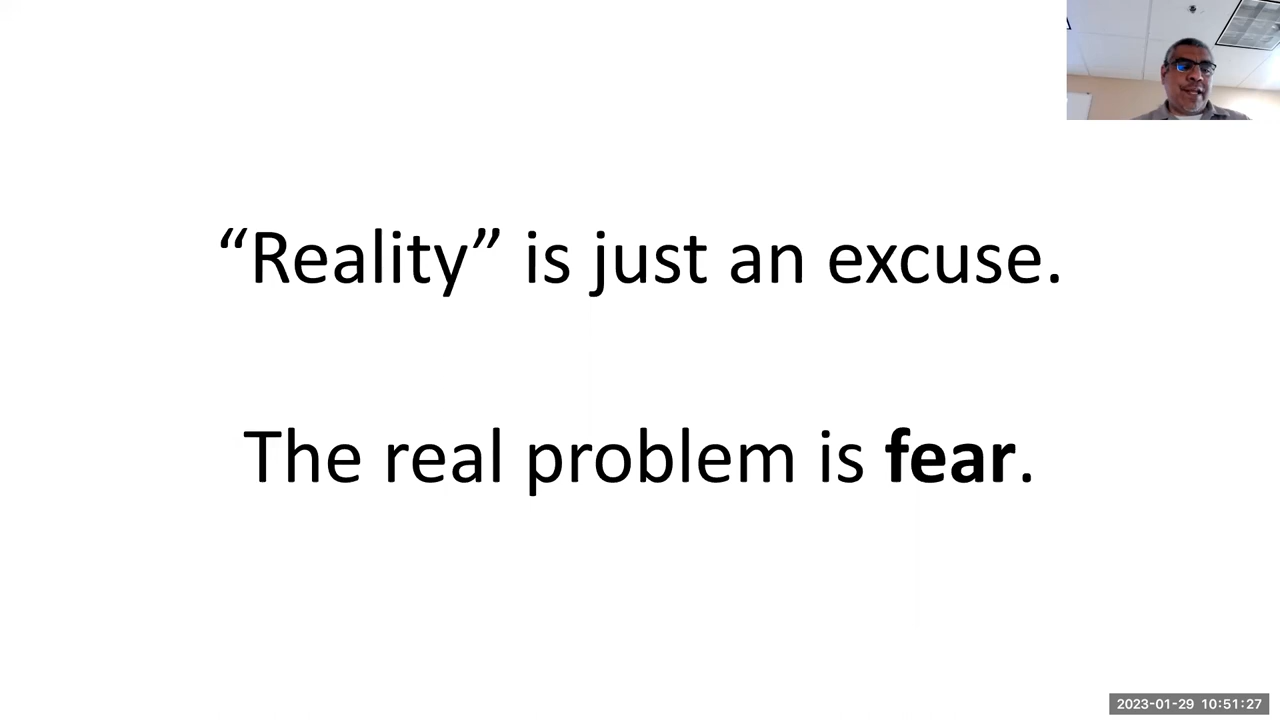 “Reality” is just an excuse.
The real problem is fear.
2023-01-29 10:51:27